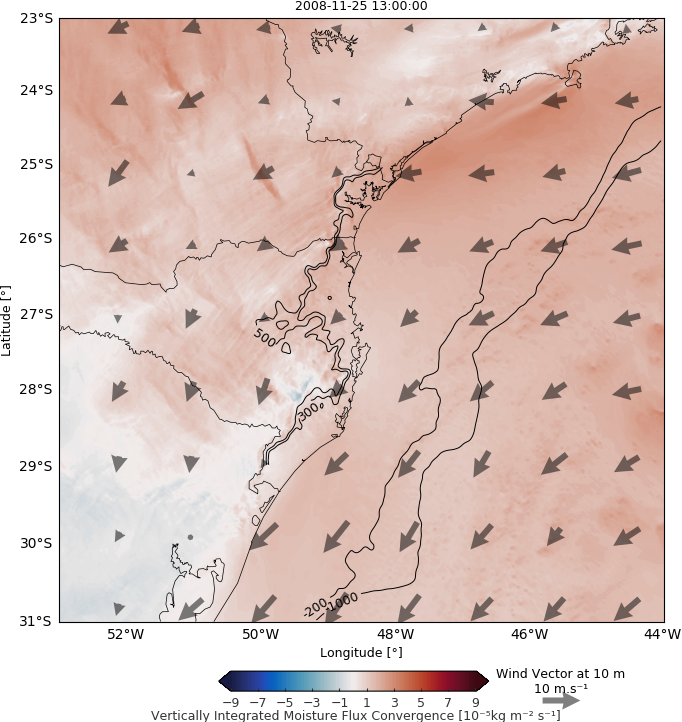 2008-11-25 13:00:00
23°S
24°S
25°S
26°S
27°S
28°S
29°S
30°S
31°S
Latitude [°]
500
300
-200
-1000
52°W 50°W 48°W 46°W 44°W
Longitude [°]
−9 −7 −5 −3 −1 1 3 5 7 9
Wind Vector at 10 m
10 m.s⁻¹
Vertically Integrated Moisture Flux Convergence [10⁻⁵kg m⁻² s⁻¹]